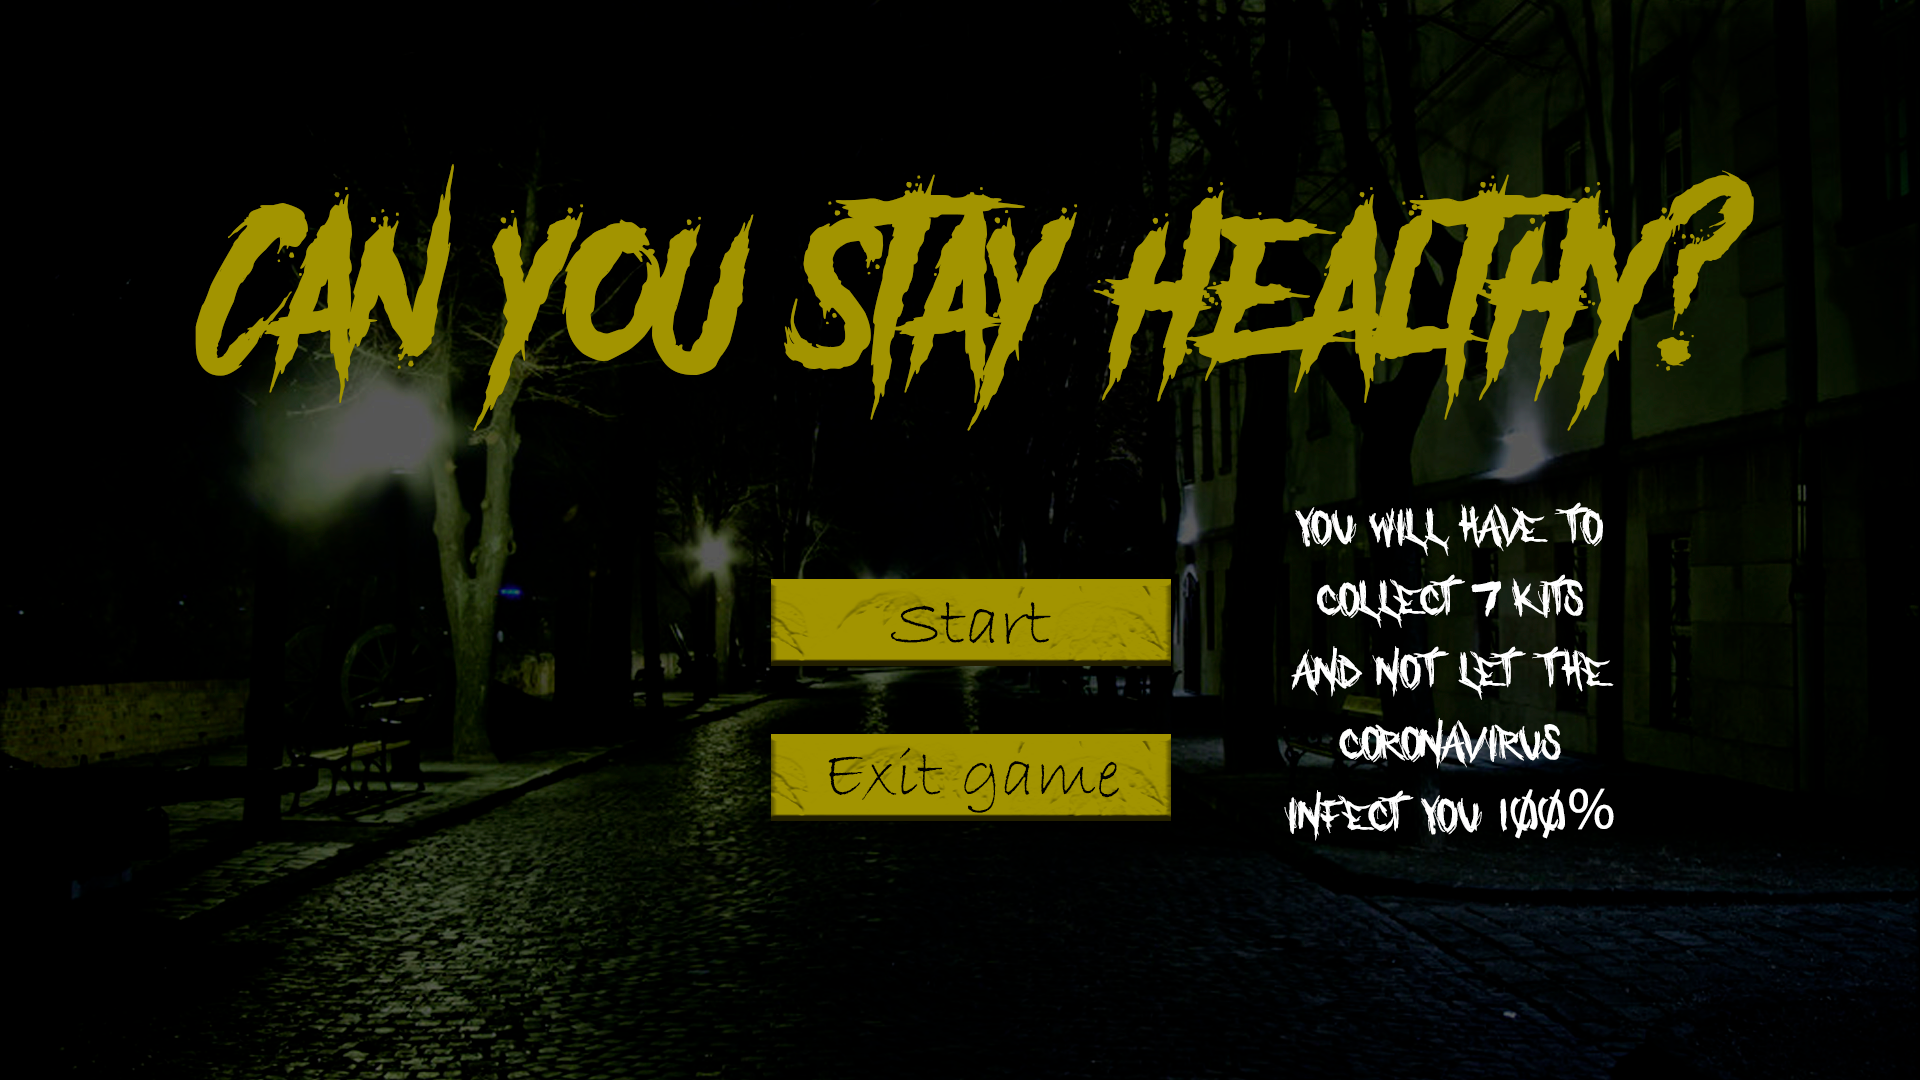 CAN YOU STAY HEALTHY?
Start
Exit game
YOU WILL HAVE TO
COLLECT 7 KITS
AND NOT LET THE
CORONAVIRUS
INFECT YOU 100%